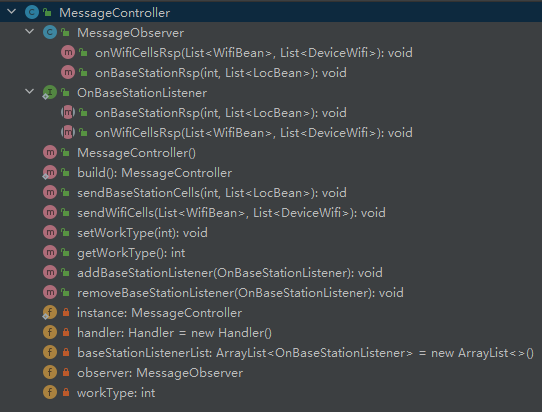 MessageController
MessageObserver
onWifiCellsRsp(List<WifiBean>, List<DeviceWifi>): void
onBaseStationRsp(int, List<LocBean>): void
OnBaseStationListener
onBaseStationRsp(int, List<LocBean>): void
onWifiCellsRsp(List<WifiBean>, List<DeviceWifi>): void
MessageController()
build(): MessageController
sendBaseStationCells(int, List<LocBean>): void
sendWifiCells(List<WifiBean>, List<DeviceWifi>): void
setWorkType(int): void
getWorkType(): int
addBaseStationListener(OnBaseStationListener): void
removeBaseStationListener(OnBaseStationListener): void
instance: MessageController
handler: Handler = new Handler()
baseStationListenerList: ArrayList<OnBaseStationListener> = new ArrayList<>()
observer: MessageObserver
workType: int